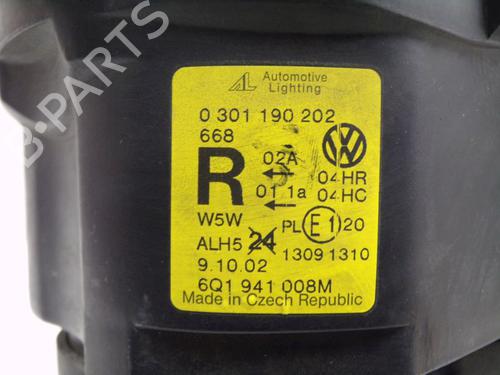 AL Automotive
Lighting
0 301 190 202
668
R 02A 04HR
01 1a 04HC
W5W
ALH5 24 PL E1 20
9.10.02 1309 1310
6Q1 941 008M
Made in Czech Republic
B-PARTS